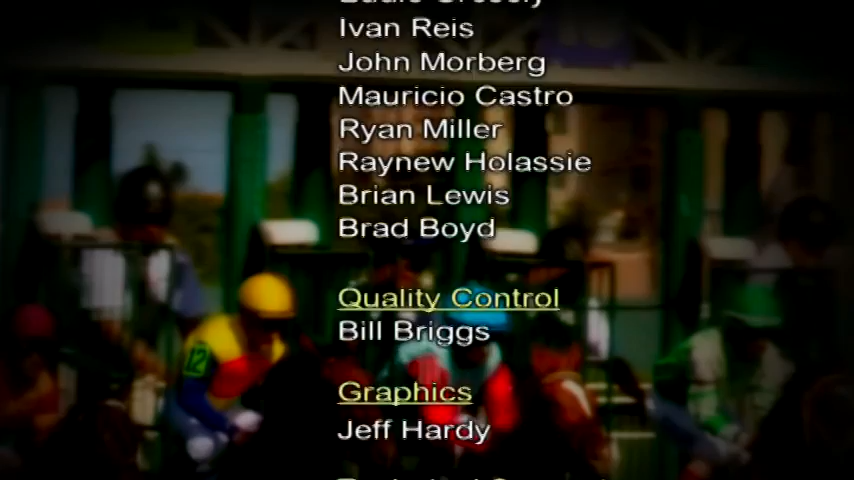 Ivan Reis
John Morberg
Mauricio Castro
Ryan Miller
Raynew Holassie
Brian Lewis
Brad Boyd
Quality Control
Bill Briggs
12
Graphics
Jeff Hardy